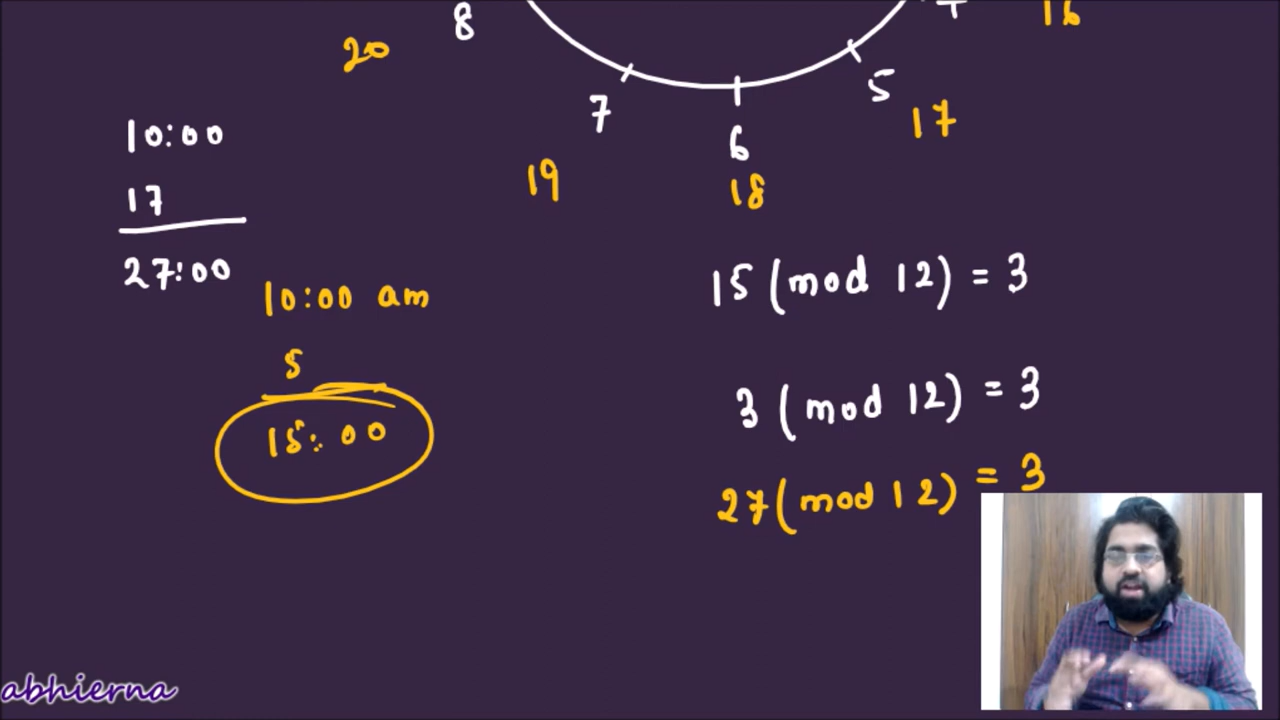 8
16
20
5
7
17
6
19
18
10:00
17
27:00
10:00 am
5
15:00
15 (mod 12) = 3
3 (mod 12) = 3
27 (mod 12) = 3
abhierna